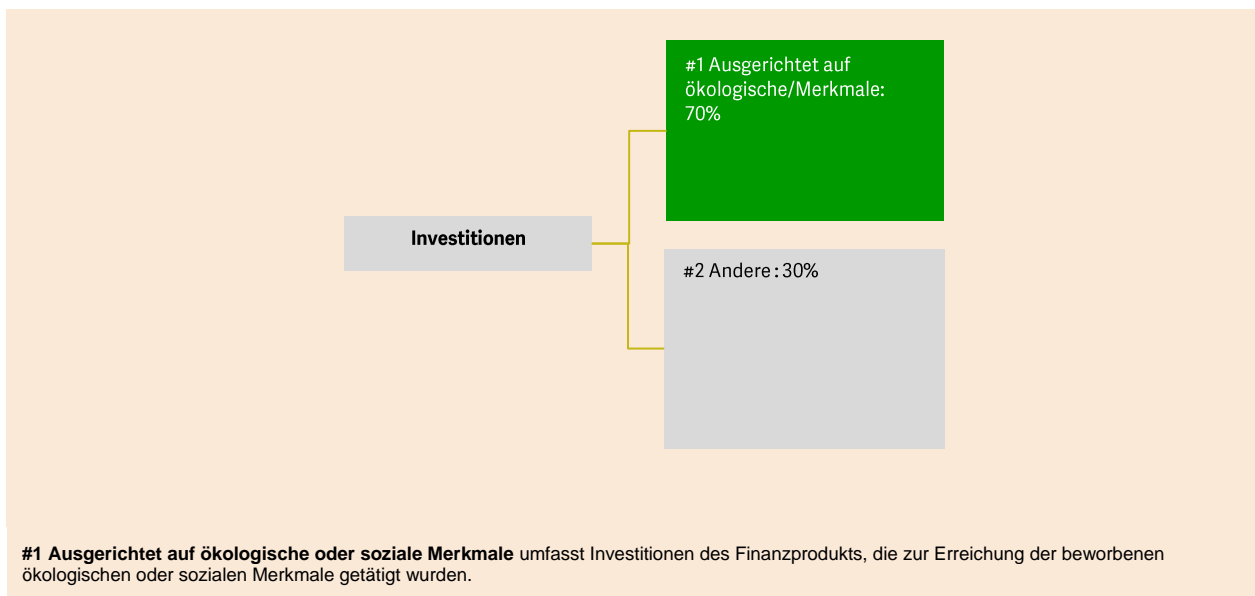 #1 Ausgerichtet auf
ökologische/Merkmale:
70%
Investitionen
#2 Andere : 30%
#1 Ausgerichtet auf ökologische oder soziale Merkmale umfasst Investitionen des Finanzprodukts, die zur Erreichung der beworbenen
ökologischen oder sozialen Merkmale getätigt wurden.